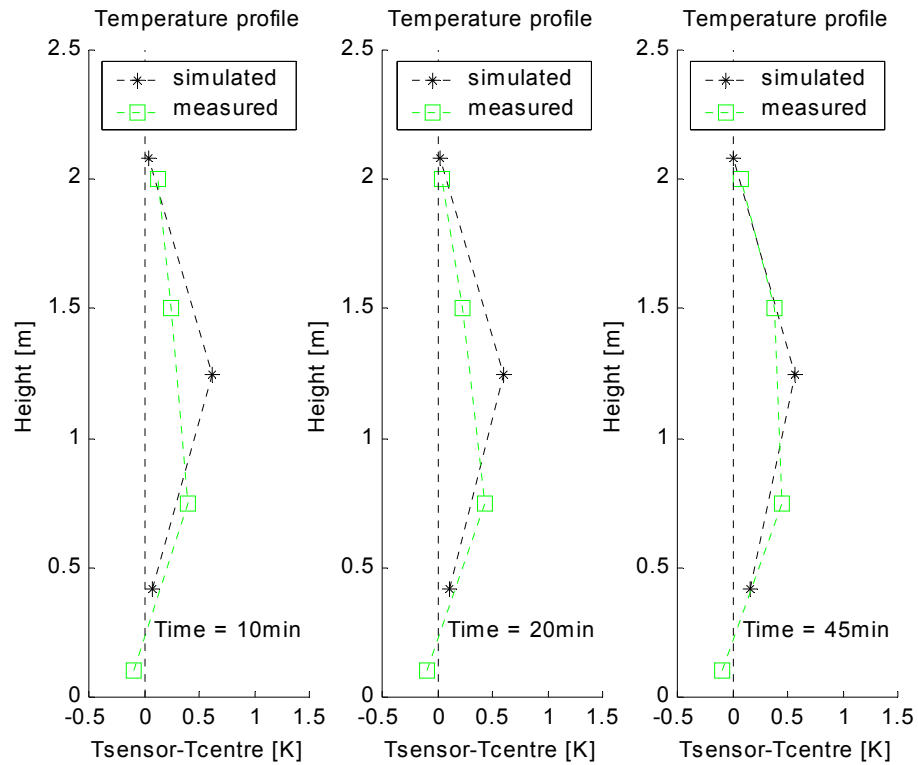 Temperature profile
2.5
2
1.5
1
0.5
0
-0.5 0 0.5 1 1.5
Height [m]
Tsensor-Tcentre [K]
simulated
measured
Time = 10min
Temperature profile
2.5
2
1.5
1
0.5
0
-0.5 0 0.5 1 1.5
Height [m]
Tsensor-Tcentre [K]
simulated
measured
Time = 20min
Temperature profile
2.5
2
1.5
1
0.5
0
-0.5 0 0.5 1 1.5
Height [m]
Tsensor-Tcentre [K]
simulated
measured
Time = 45min